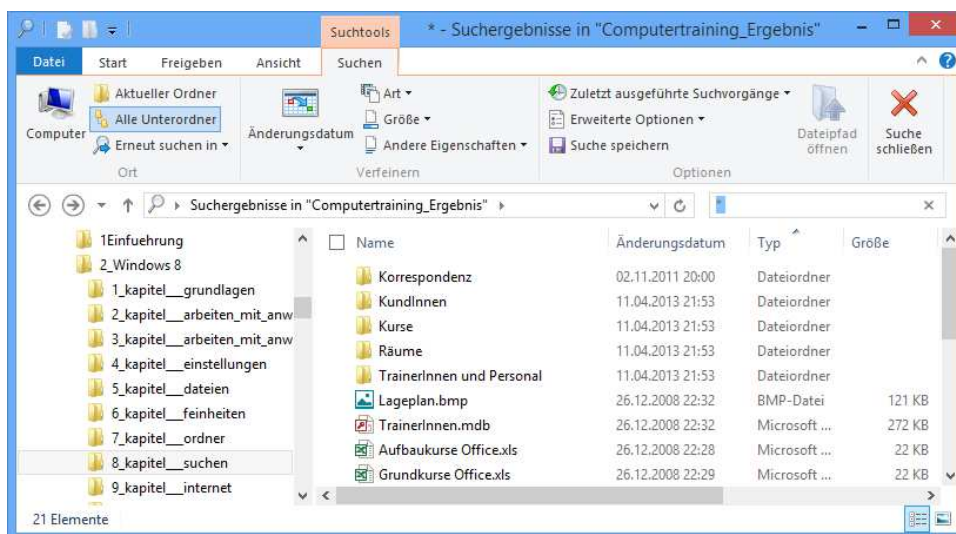 Suchtools
* - Suchergebnisse in "Computertraining_Ergebnis"
Datei Start Freigeben Ansicht Suchen
Computer
Aktueller Ordner
Alle Unterordner
Erneut suchen in
Ort
Änderungsdatum
Art
Größe
Andere Eigenschaften
Verfeinern
Zuletzt ausgeführte Suchvorgänge
Erweiterte Optionen
Suche speichern
Dateipfad
öffnen
Optionen
Suche
schließen
Suchergebnisse in "Computertraining_Ergebnis"
*
1Einfuehrung
2_Windows 8
1_kapitel__grundlagen
2_kapitel__arbeiten_mit_anw
3_kapitel__arbeiten_mit_anw
4_kapitel__einstellungen
5_kapitel__dateien
6_kapitel__feinheiten
7_kapitel__ordner
8_kapitel__suchen
9_kapitel__internet
Name Änderungsdatum Typ Größe
Korrespondenz 02.11.2011 20:00 Dateiordner
KundInnen 11.04.2013 21:53 Dateiordner
Kurse 11.04.2013 21:53 Dateiordner
Räume 11.04.2013 21:53 Dateiordner
TrainerInnen und Personal 11.04.2013 21:53 Dateiordner
Lageplan.bmp 26.12.2008 22:32 BMP-Datei 121 KB
TrainerInnen.mdb 26.12.2008 22:32 Microsoft ... 272 KB
Aufbaukurse Office.xls 26.12.2008 22:28 Microsoft ... 22 KB
Grundkurse Office.xls 26.12.2008 22:29 Microsoft ... 22 KB
21 Elemente